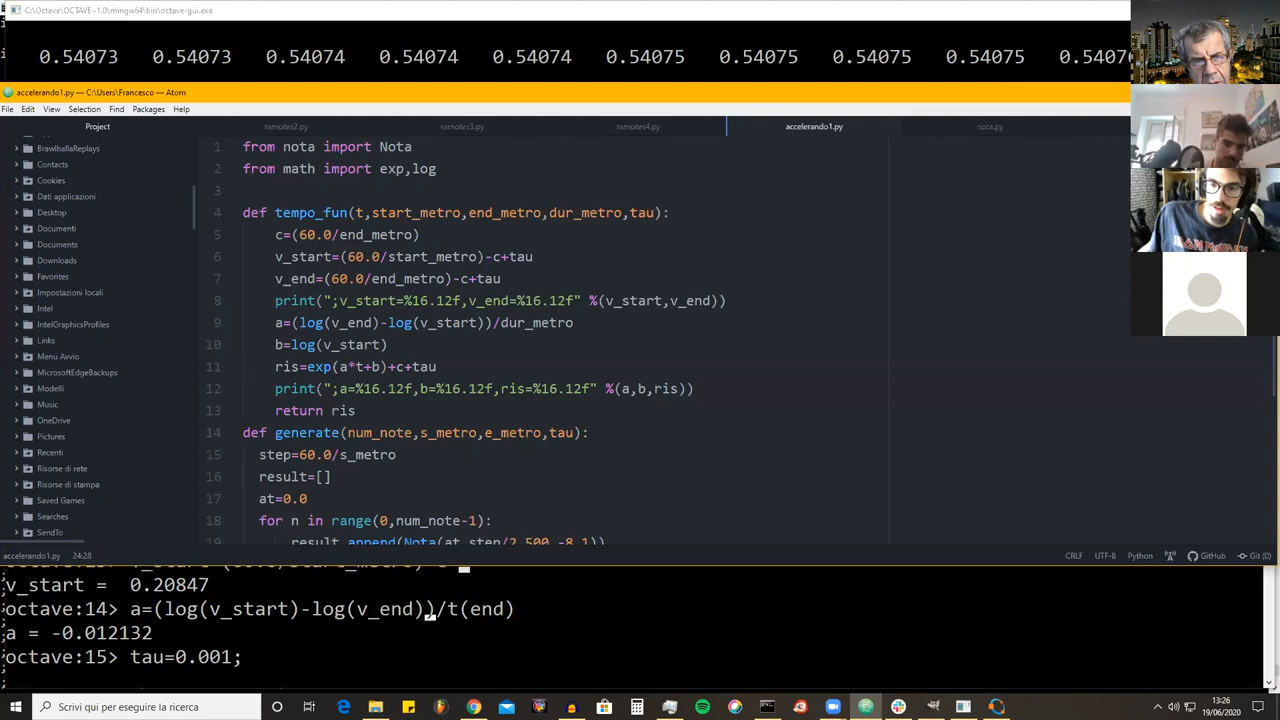 C:\Octave\OCTAVE~1.0\mingw64\bin\octave-gui.exe
0.54073 0.54073 0.54074 0.54074 0.54074 0.54075 0.54075 0.54075 0.54075
accelerando1.py — C:\Users\Francesco — Atom
File Edit View Selection Find Packages Help
Project
ramotes2.py ramotes3.py ramotes4.py accelerando1.py nota.py
BrawlhallaReplays
Contacts
Cookies
Dati applicazioni
Desktop
Documenti
Documents
Downloads
Favorites
Impostazioni locali
Intel
IntelGraphicsProfiles
Links
Menu Avvio
MicrosoftEdgeBackups
Modelli
Music
OneDrive
Pictures
Recenti
Risorse di rete
Risorse di stampa
Saved Games
Searches
SendTo
1 from nota import Nota
2 from math import exp,log
3
4 def tempo_fun(t,start_metro,end_metro,dur_metro,tau):
5 c=(60.0/end_metro)
6 v_start=(60.0/start_metro)-c+tau
7 v_end=(60.0/end_metro)-c+tau
8 print(";v_start=%16.12f,v_end=%16.12f" %(v_start,v_end))
9 a=(log(v_end)-log(v_start))/dur_metro
10 b=log(v_start)
11 ris=exp(a*t+b)+c+tau
12 print(";a=%16.12f,b=%16.12f,ris=%16.12f" %(a,b,ris))
13 return ris
14 def generate(num_note,s_metro,e_metro,tau):
15 step=60.0/s_metro
16 result=[]
17 at=0.0
18 for n in range(0,num_note-1):
19 result.append(Nota(at,step/2,500,-8,1))
accelerando1.py 24:28
CRLF UTF-8 Python GitHub Git (0)
v_start = 0.20847
octave:14> a=(log(v_start)-log(v_end))/t(end)
a = -0.012132
octave:15> tau=0.001;
Scrivi qui per eseguire la ricerca
13:26
19/06/2020